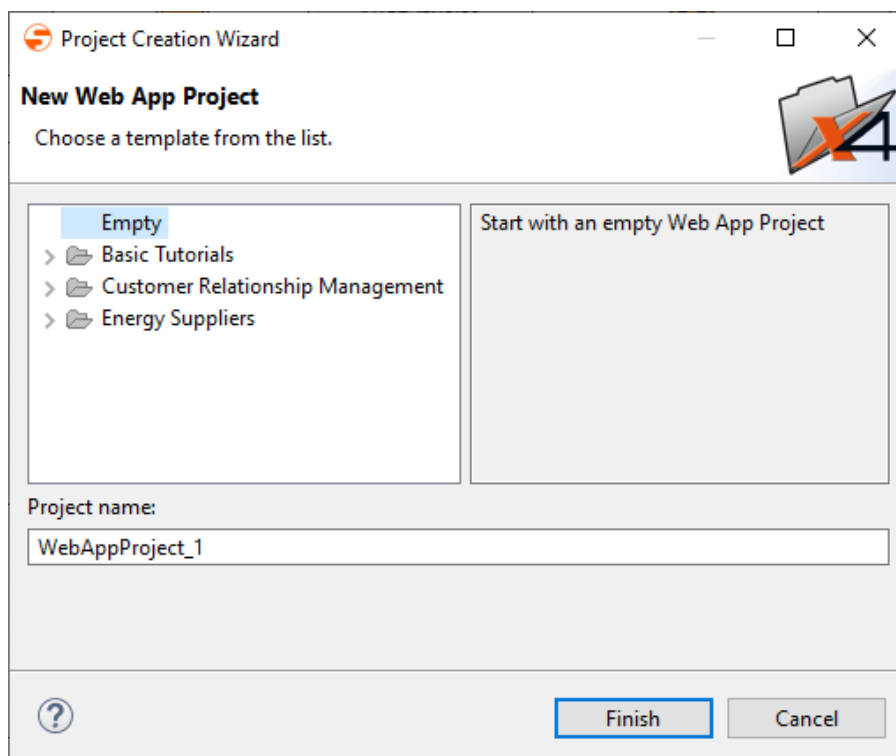 Project Creation Wizard
New Web App Project
Choose a template from the list.
X4
Empty
Basic Tutorials
Customer Relationship Management
Energy Suppliers
Start with an empty Web App Project
Project name:
WebAppProject_1
?
Finish
Cancel